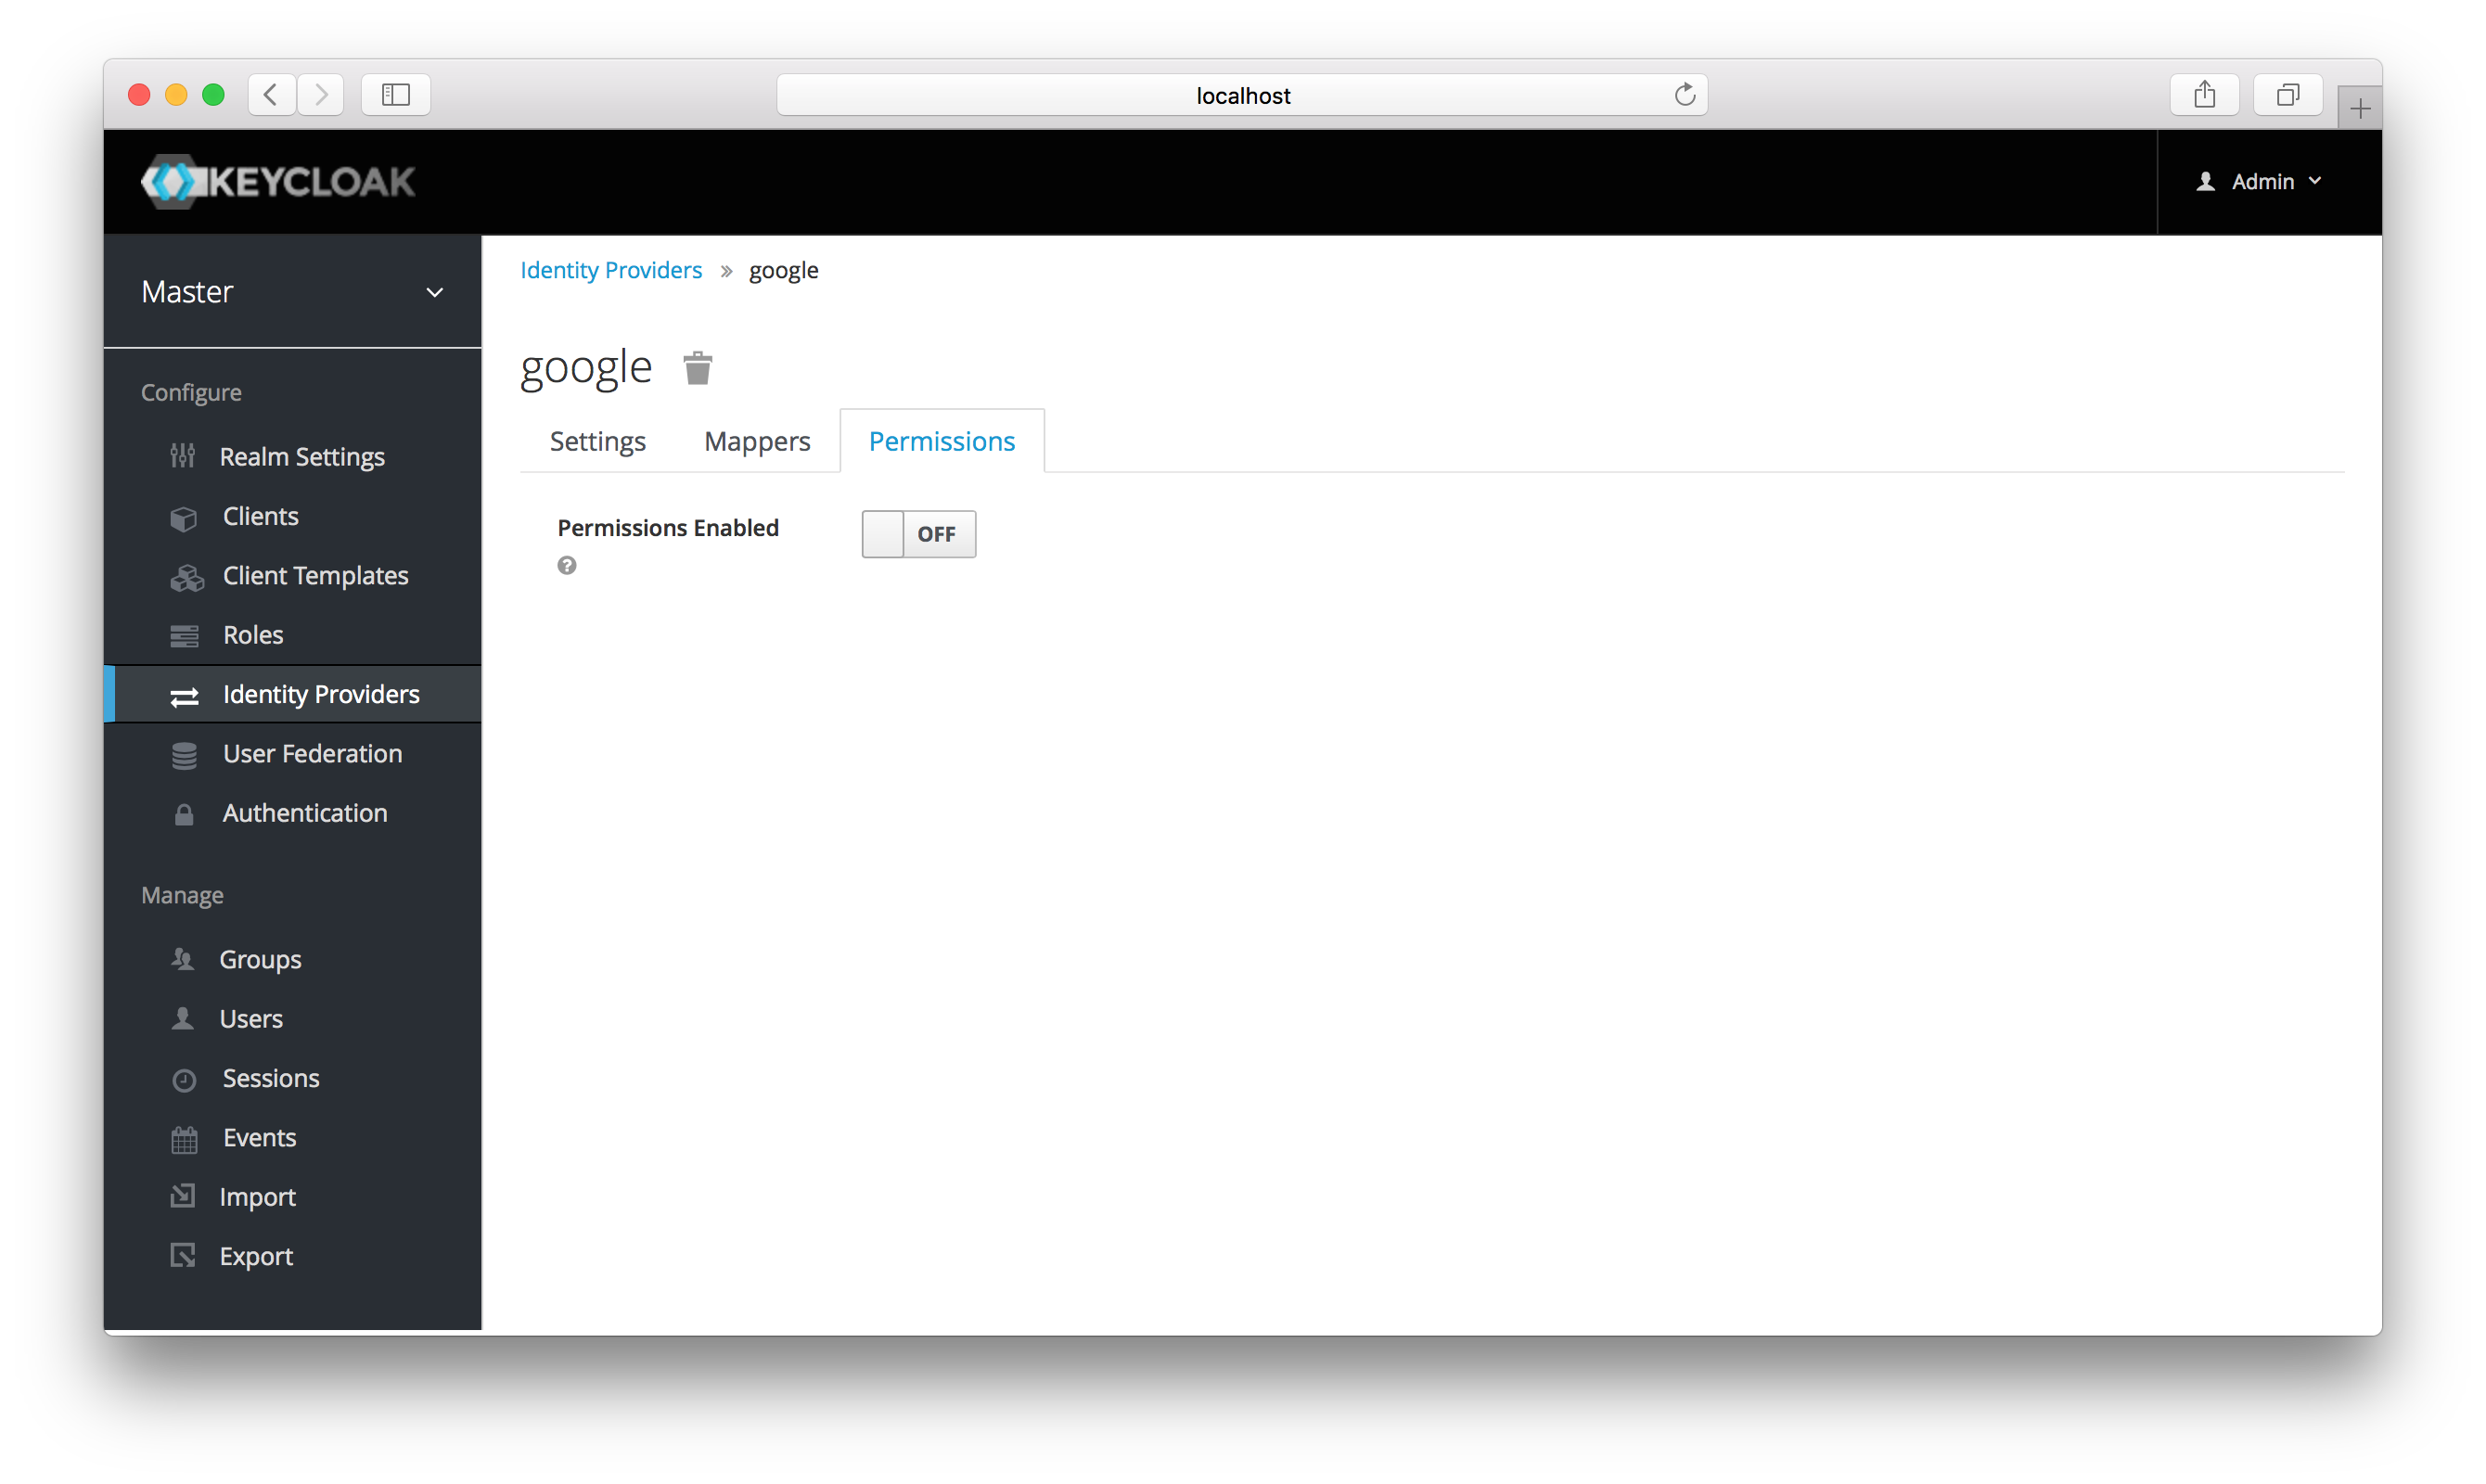 localhost
KEYCLOAK
Admin
Master
Configure
Realm Settings
Clients
Client Templates
Roles
Identity Providers
User Federation
Authentication
Manage
Groups
Users
Sessions
Events
Import
Export
Identity Providers » google
google
Settings Mappers Permissions
Permissions Enabled OFF